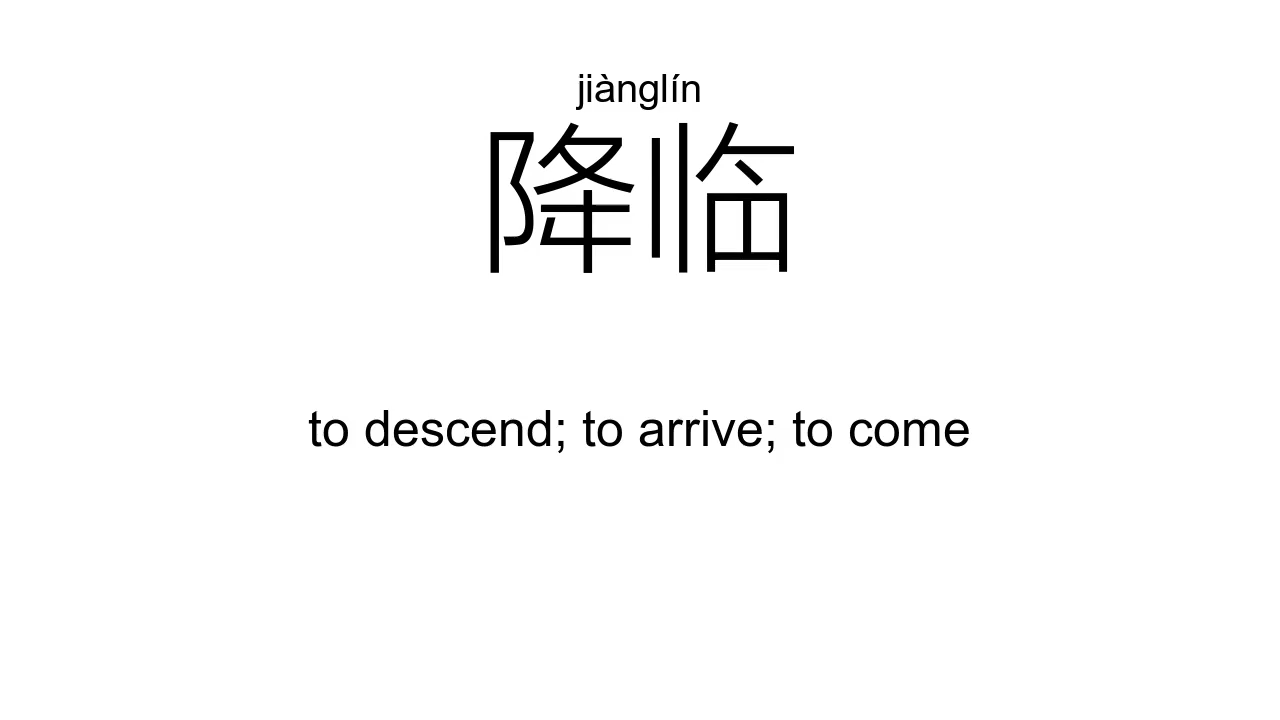 jiànglín
降临
to descend; to arrive; to come